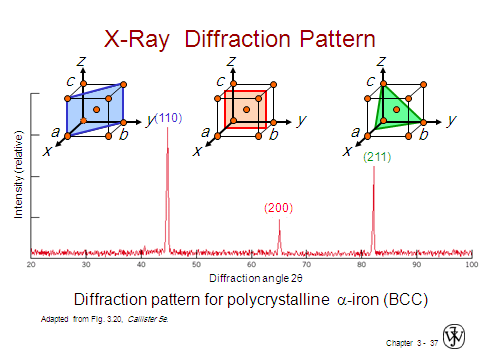 X-Ray Diffraction Pattern
z
c
y
a
b
x
z
c
y
a
b
x
z
c
y
a
b
x
(110)
(200)
(211)
Intensity (relative)
20 30 40 50 60 70 80 90 100
Diffraction angle 2θ
Diffraction pattern for polycrystalline α-iron (BCC)
Adapted from Fig. 3.20, Callister 5e.
Chapter 3 - 37